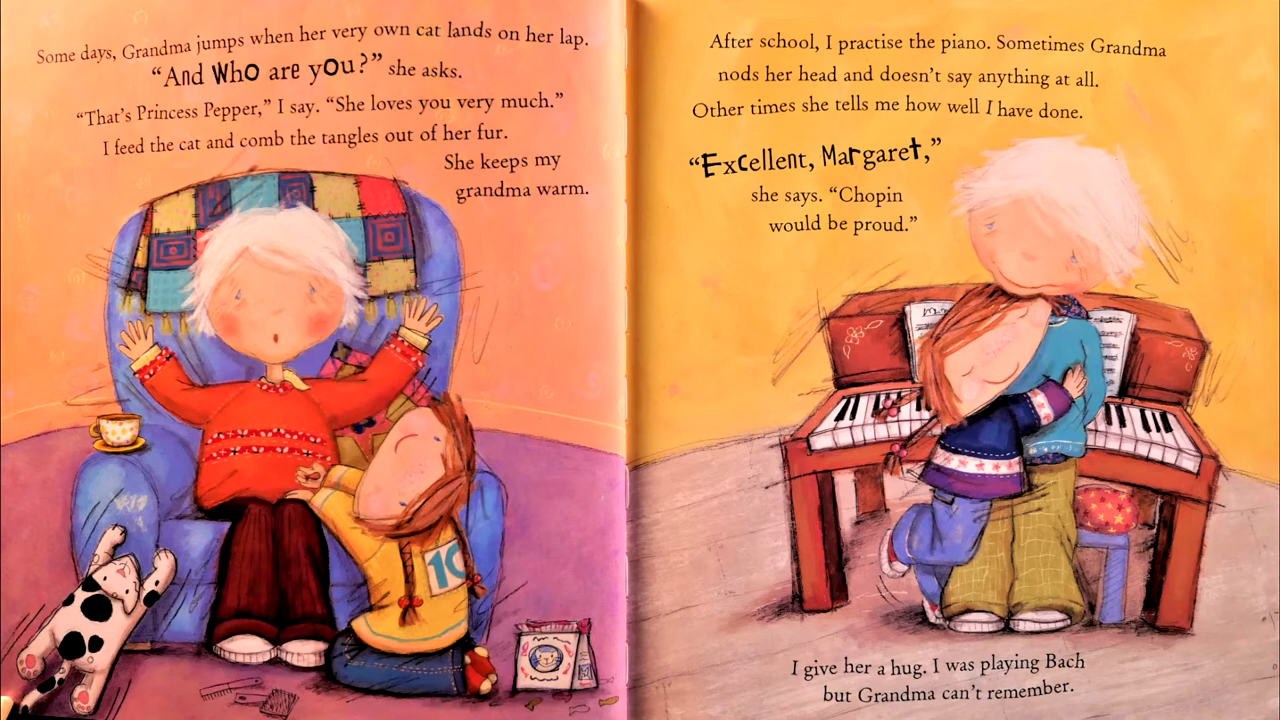 Some days, Grandma jumps when her very own cat lands on her lap.
“And Who are you?” she asks.
“That’s Princess Pepper,” I say. “She loves you very much.”
I feed the cat and comb the tangles out of her fur.
She keeps my
grandma warm.
10
After school, I practise the piano. Sometimes Grandma
nods her head and doesn’t say anything at all.
Other times she tells me how well I have done.
“Excellent, Margaret,”
she says. “Chopin
would be proud.”
I give her a hug. I was playing Bach
but Grandma can’t remember.